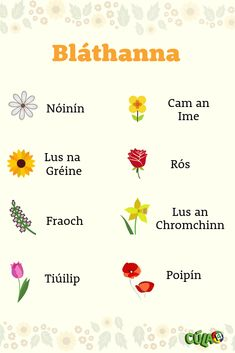 Bláthanna
Nóinín
Cam an
Ime
Lus na
Gréine
Rós
Fraoch
Lus an
Chromchinn
Tiúilip
Poipín
CÚLA4